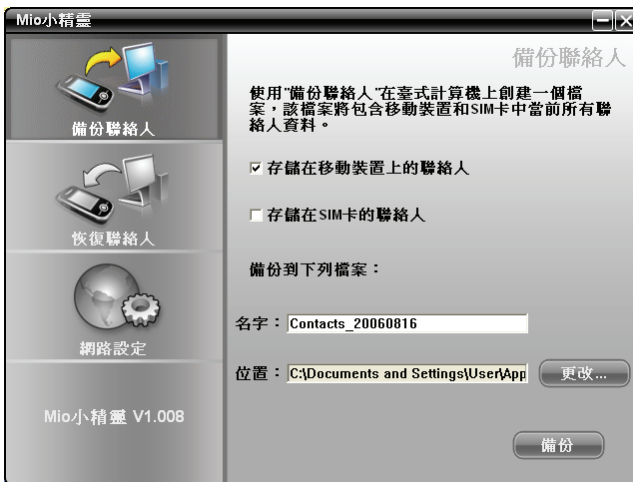 Mio小精靈
備份聯絡人
恢復聯絡人
網路設定
Mio小精靈 V1.008
備份聯絡人
使用"備份聯絡人"在臺式計算機上創建一個檔
案，該檔案將包含移動裝置和SIM卡中當前所有聯
絡人資料。
存儲在移動裝置上的聯絡人
存儲在SIM卡的聯絡人
備份到下列檔案：
名字：Contacts_20060816
位置：C:\Documents and Settings\User\App 更改...
備份